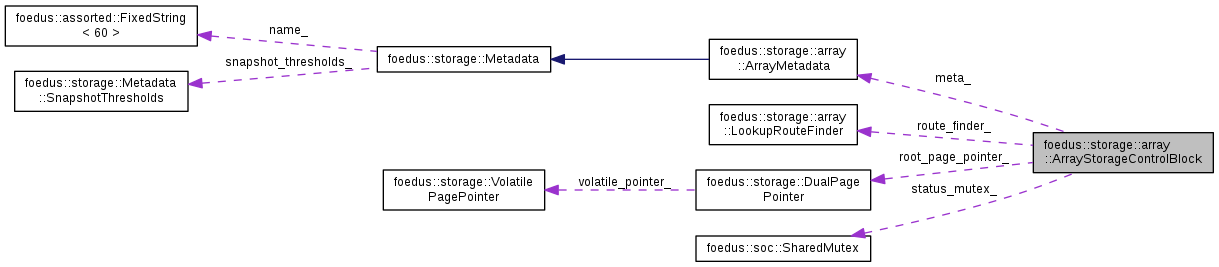 foedus::assorted::FixedString
< 60 >
name_
snapshot_thresholds_
foedus::storage::Metadata
::SnapshotThresholds
foedus::storage::Metadata
foedus::storage::array
::ArrayMetadata
meta_
foedus::storage::array
::LookupRouteFinder
route_finder_
foedus::storage::array
::ArrayStorageControlBlock
root_page_pointer_
foedus::storage::Volatile
PagePointer
volatile_pointer_
foedus::storage::DualPage
Pointer
status_mutex_
foedus::soc::SharedMutex